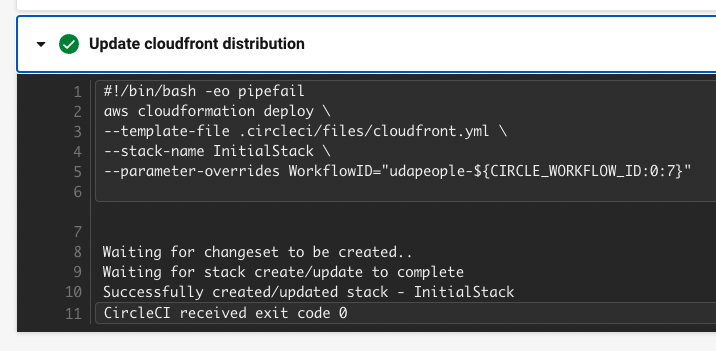 Update cloudfront distribution
1 #!/bin/bash -eo pipefail
2 aws cloudformation deploy \
3 --template-file .circleci/files/cloudfront.yml \
4 --stack-name InitialStack \
5 --parameter-overrides WorkflowID="udapeople-${CIRCLE_WORKFLOW_ID:0:7}"
6
7
8 Waiting for changeset to be created..
9 Waiting for stack create/update to complete
10 Successfully created/updated stack - InitialStack
11 CircleCI received exit code 0